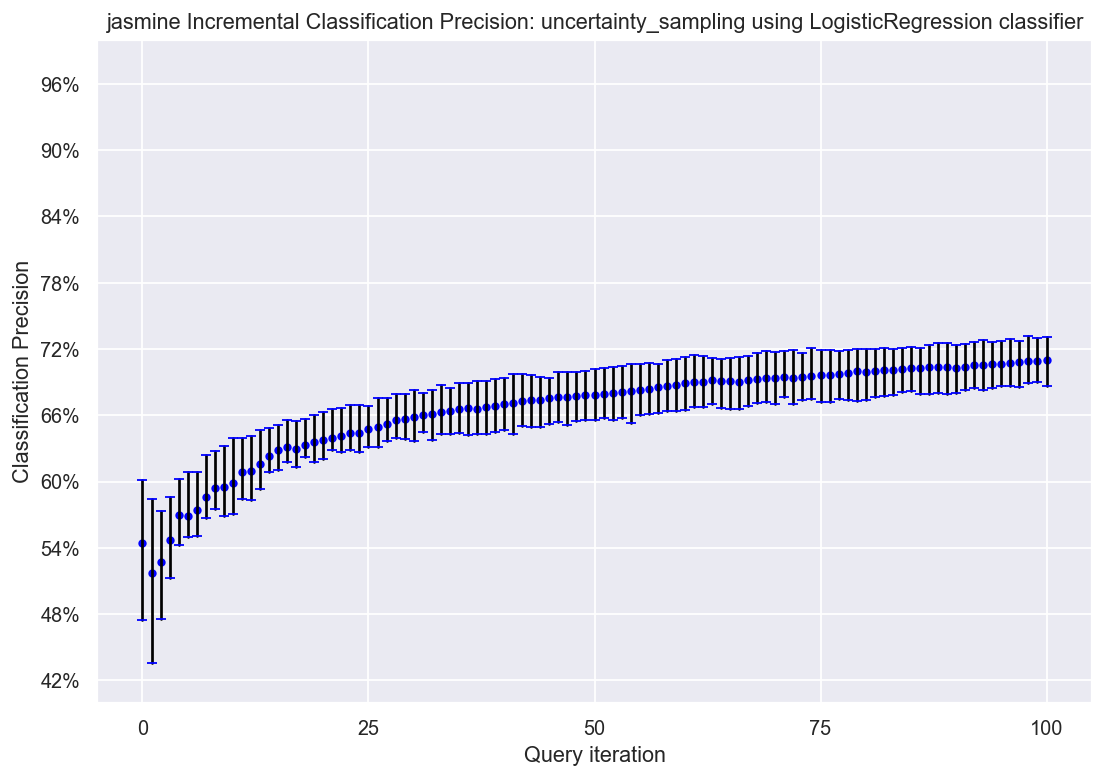 jasmine Incremental Classification Precision: uncertainty_sampling using LogisticRegression classifier
96%
90%
84%
78%
72%
66%
60%
54%
48%
42%
Classification Precision
0 25 50 75 100
Query iteration